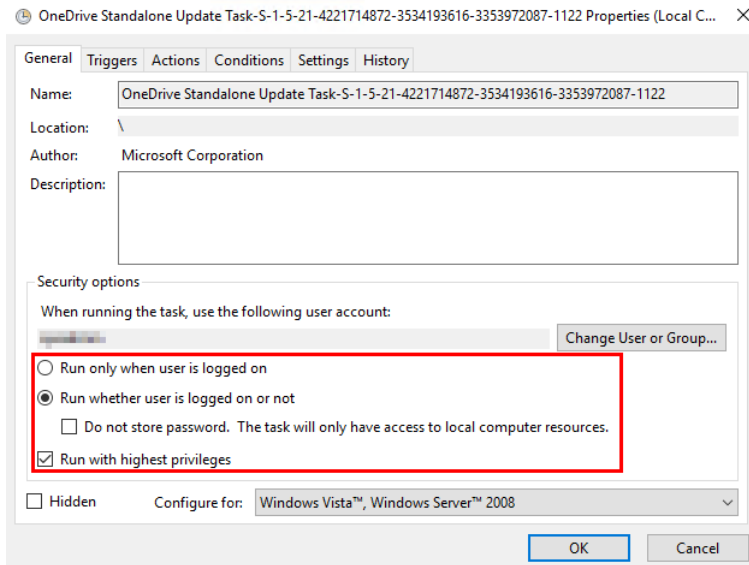 OneDrive Standalone Update Task-S-1-5-21-4221714872-3534193616-3353972087-1122 Properties (Local C...
General Triggers Actions Conditions Settings History
Name: OneDrive Standalone Update Task-S-1-5-21-4221714872-3534193616-3353972087-1122
Location: \
Author: Microsoft Corporation
Description:
Security options
When running the task, use the following user account:
Change User or Group...
Run only when user is logged on
Run whether user is logged on or not
Do not store password. The task will only have access to local computer resources.
Run with highest privileges
Hidden Configure for: Windows Vista™, Windows Server™ 2008
OK Cancel